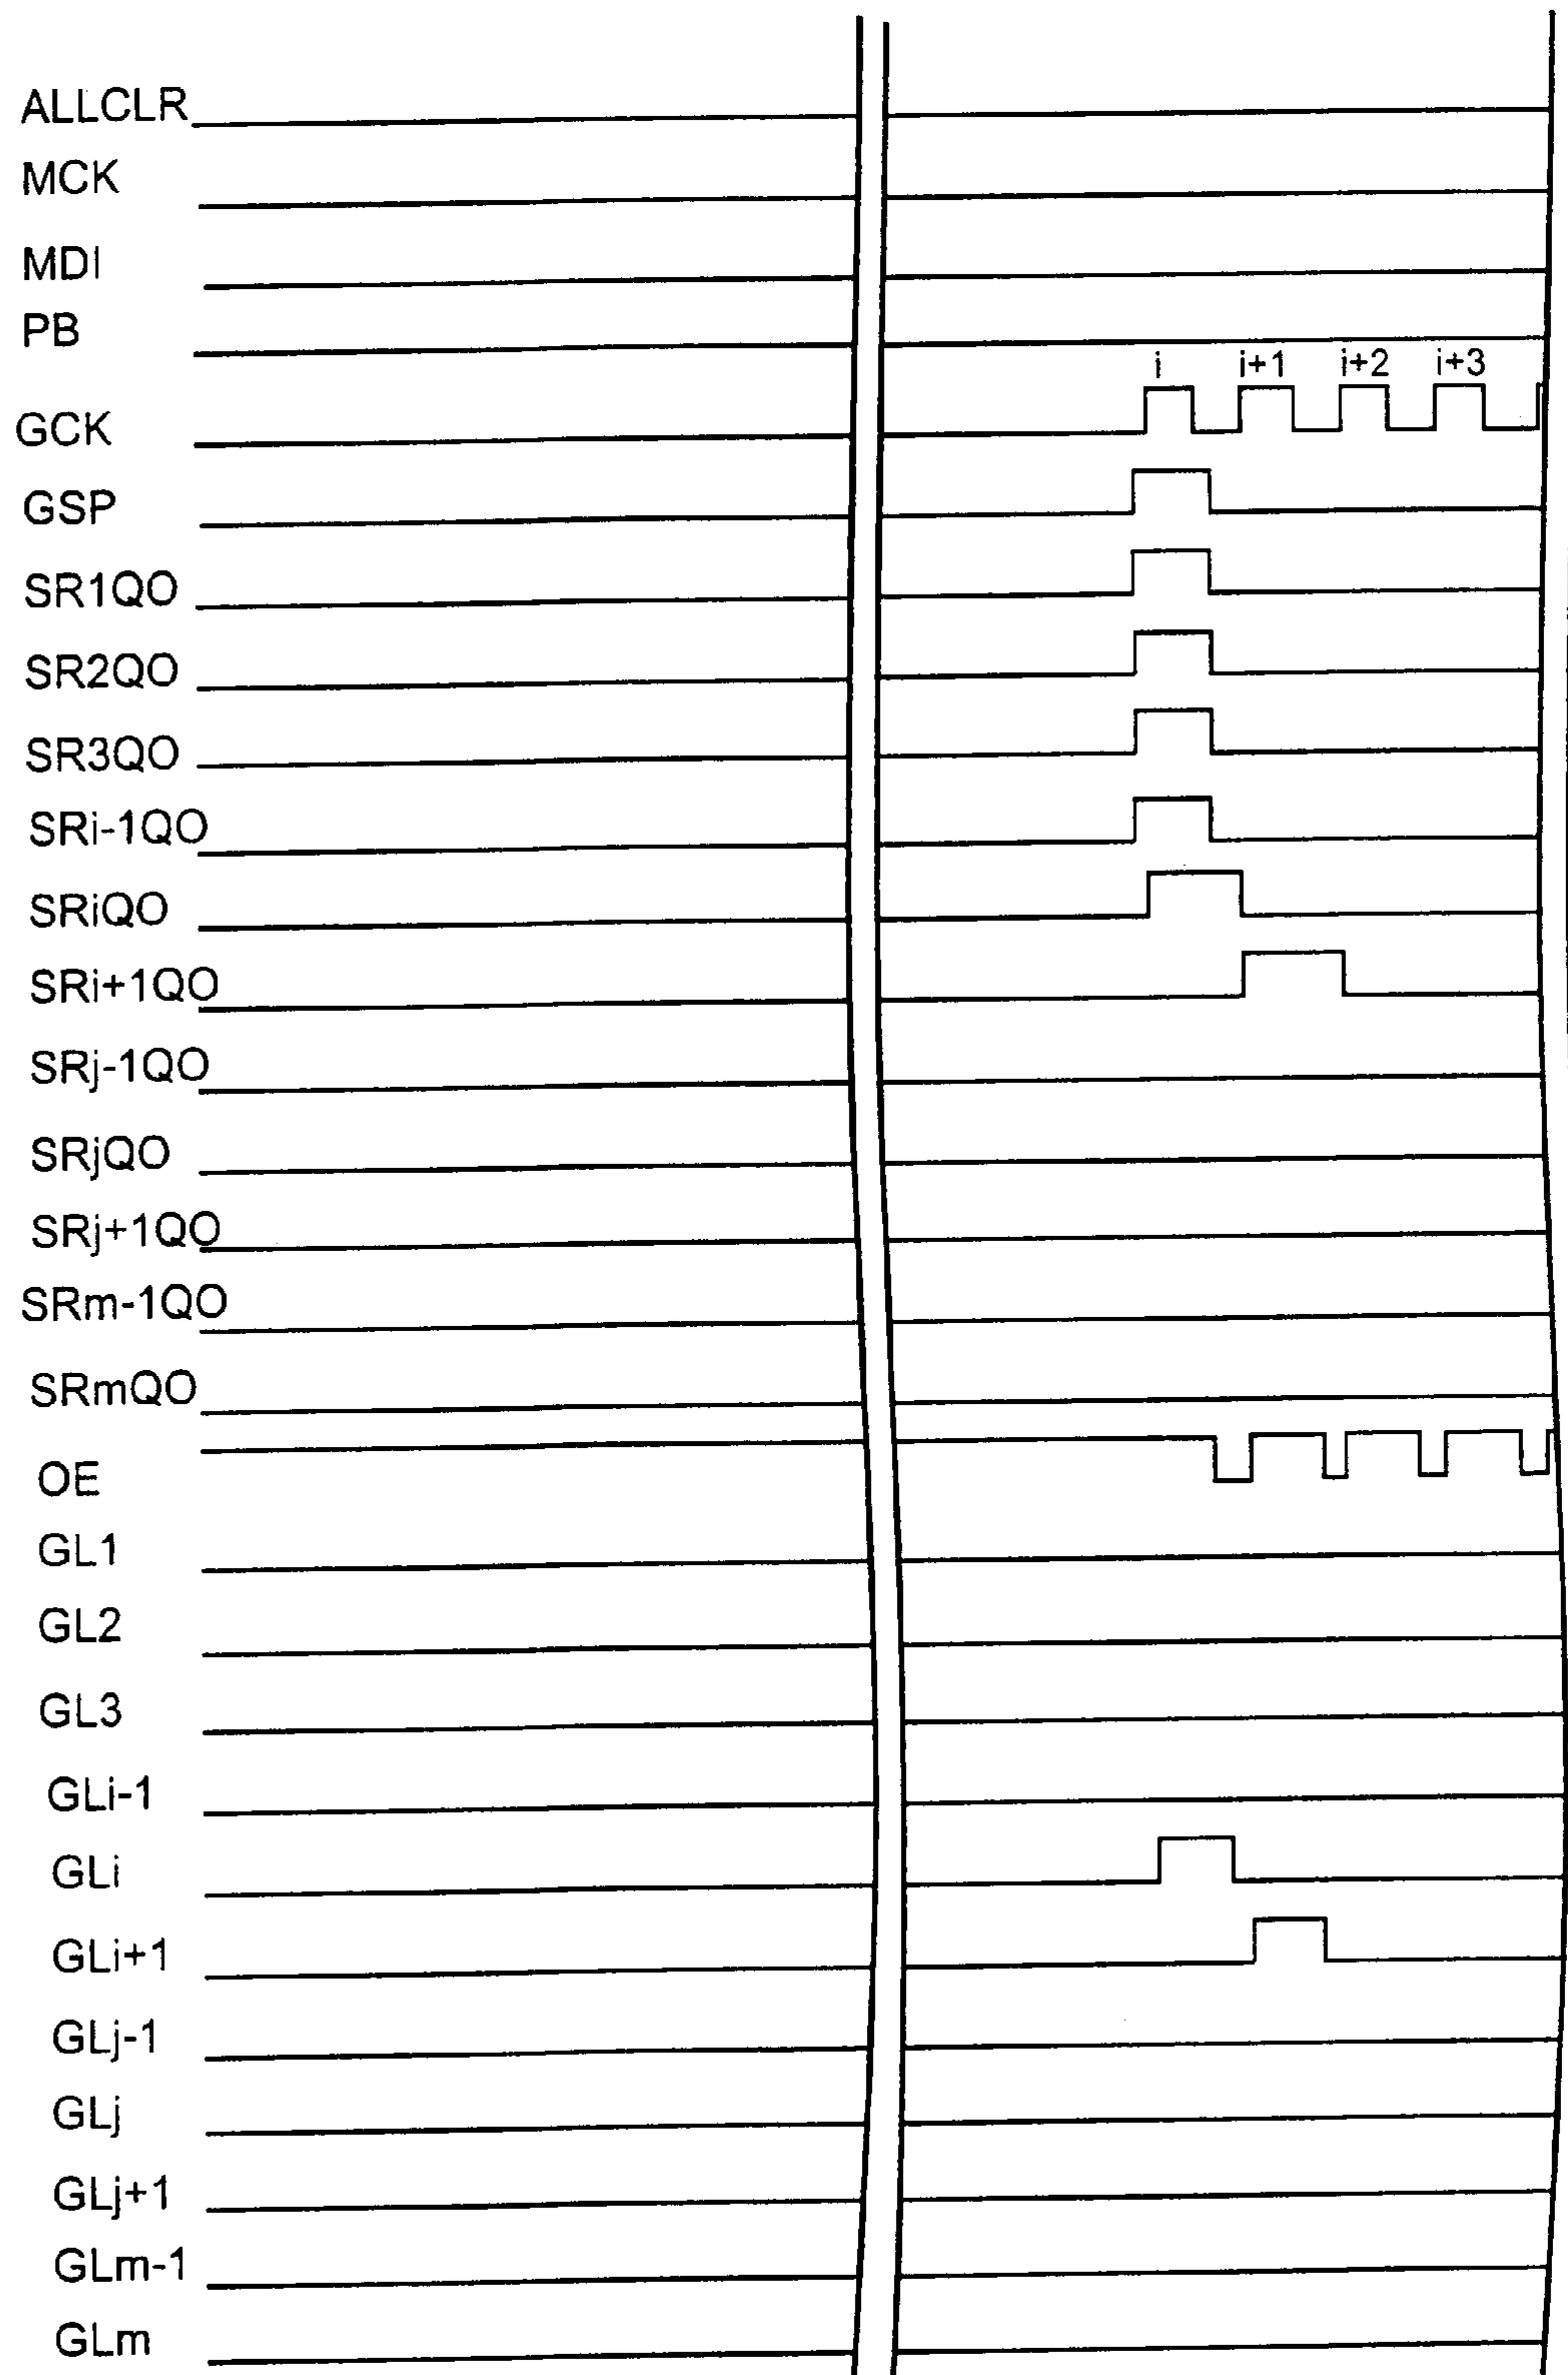 ALLCLR
MCK
MDI
PB
i i+1 i+2 i+3
GCK
GSP
SR1QO
SR2QO
SR3QO
SRi-1QO
SRiQO
SRi+1QO
SRj-1QO
SRjQO
SRj+1QO
SRm-1QO
SRmQO
OE
GL1
GL2
GL3
GLi-1
GLi
GLi+1
GLj-1
GLj
GLj+1
GLm-1
GLm